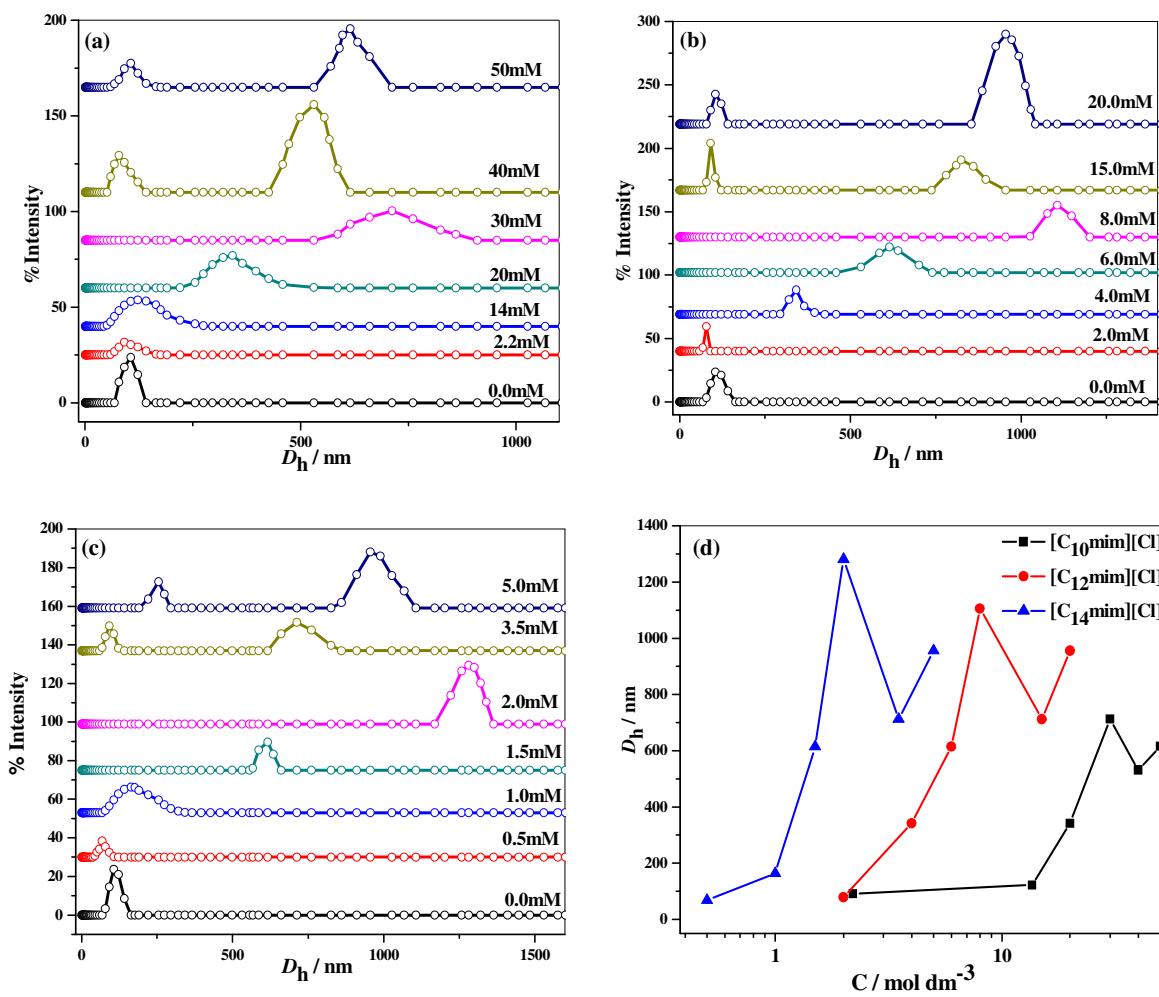 (a)
50mM
40mM
30mM
20mM
14mM
2.2mM
0.0mM
200
150
100
50
0
% Intensity
0 500 1000
Dh / nm
(b)
20.0mM
15.0mM
8.0mM
6.0mM
4.0mM
2.0mM
0.0mM
300
250
200
150
100
50
0
% Intensity
0 500 1000
Dh / nm
(c)
5.0mM
3.5mM
2.0mM
1.5mM
1.0mM
0.5mM
0.0mM
200
180
160
140
120
100
80
60
40
20
0
% Intensity
0 500 1000 1500
Dh / nm
(d)
[C10mim][Cl]
[C12mim][Cl]
[C14mim][Cl]
1400
1200
1000
800
600
400
200
0
Dh / nm
1 10
C / mol dm-3